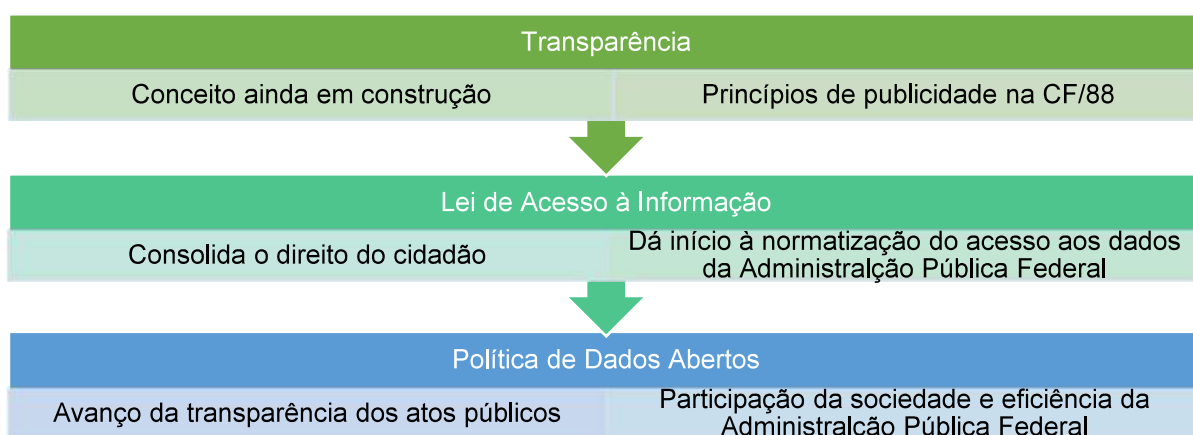 Transparência
Conceito ainda em construção
Princípios de publicidade na CF/88
Lei de Acesso à Informação
Consolida o direito do cidadão
Dá início à normatização do acesso aos dados
da Administralção Pública Federal
Política de Dados Abertos
Avanço da transparência dos atos públicos
Participação da sociedade e eficiência da
Administralção Pública Federal